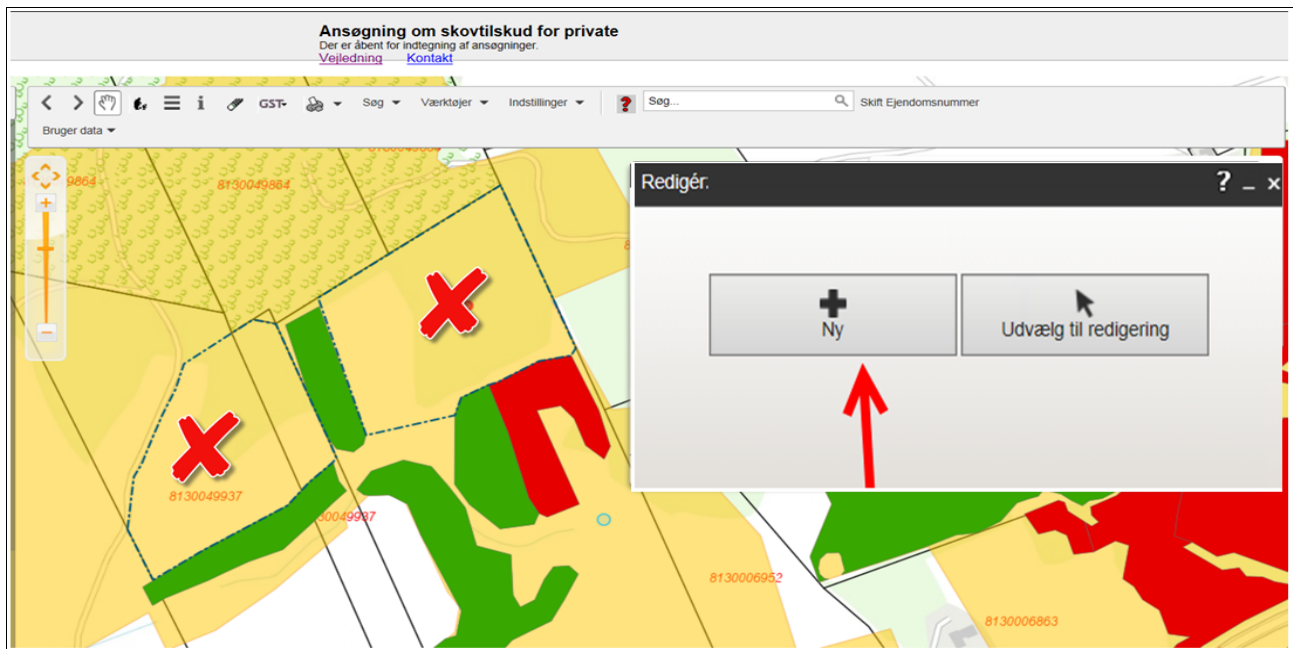 Ansøgning om skovtilskud for private
Der er åbent for indtegning af ansøgninger.
Vejledning Kontakt
GST Søg Værktøjer Indstillinger ? Søg... Skift Ejendomsnummer
Bruger data
9864
8130049864
Redigér:
? _ x
Ny
Udvælg til redigering
8130049937
30049937
8130006952
8130006863